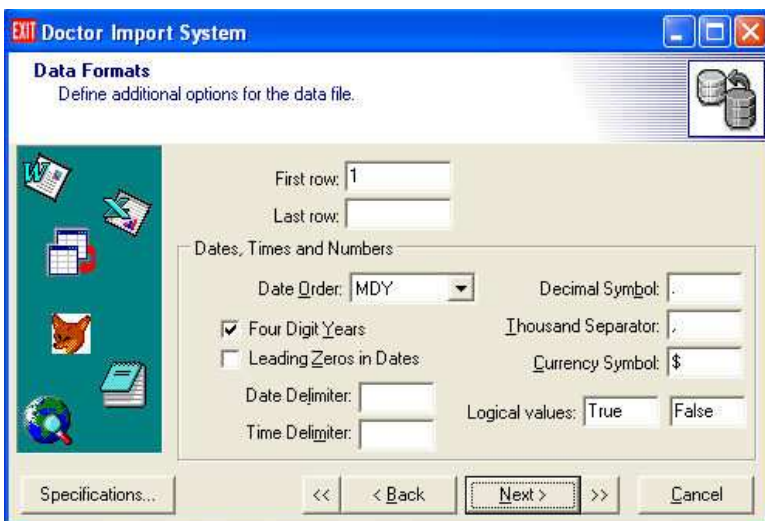 EXIT Doctor Import System
Data Formats
Define additional options for the data file.
First row: 1
Last row:
Dates, Times and Numbers
Date Order: MDY
Decimal Symbol: .
Four Digit Years
Thousand Separator: ,
Leading Zeros in Dates
Currency Symbol: $
Date Delimiter:
Logical values: True False
Time Delimiter:
Specifications... << < Back Next > >> Cancel